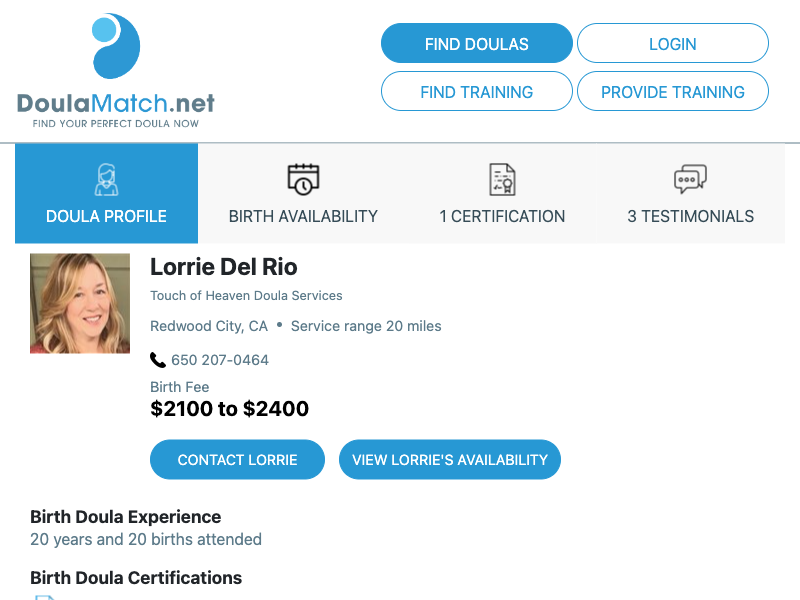 DoulaMatch.net
FIND YOUR PERFECT DOULA NOW
FIND DOULAS
LOGIN
FIND TRAINING
PROVIDE TRAINING
DOULA PROFILE
BIRTH AVAILABILITY
1 CERTIFICATION
3 TESTIMONIALS
Lorrie Del Rio
Touch of Heaven Doula Services
Redwood City, CA • Service range 20 miles
650 207-0464
Birth Fee
$2100 to $2400
CONTACT LORRIE
VIEW LORRIE'S AVAILABILITY
Birth Doula Experience
20 years and 20 births attended
Birth Doula Certifications